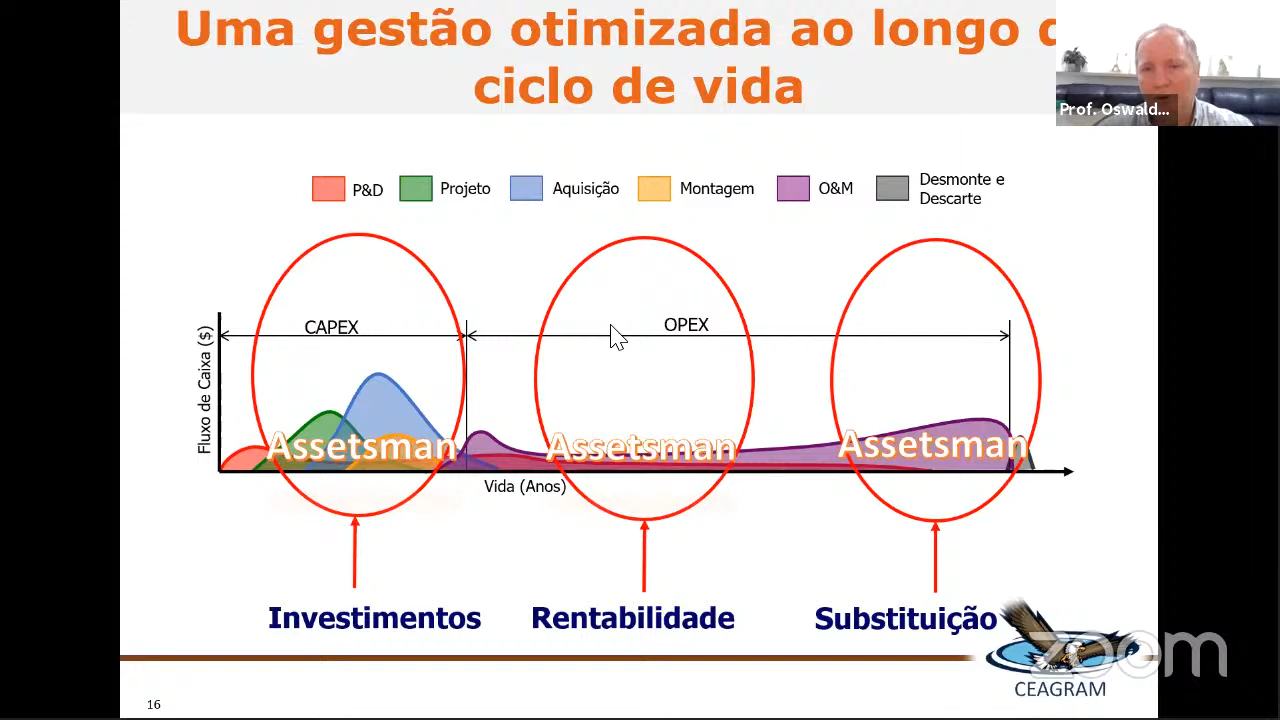 Uma gestão otimizada ao longo
ciclo de vida
Prof. Oswald...
P&D
Projeto
Aquisição
Montagem
O&M
Desmonte e
Descarte
CAPEX
OPEX
Fluxo de Caixa ($)
Assetsman
Assetsman
Assetsman
Vida (Anos)
Investimentos
Rentabilidade
Substituição
zoom
CEAGRAM
16